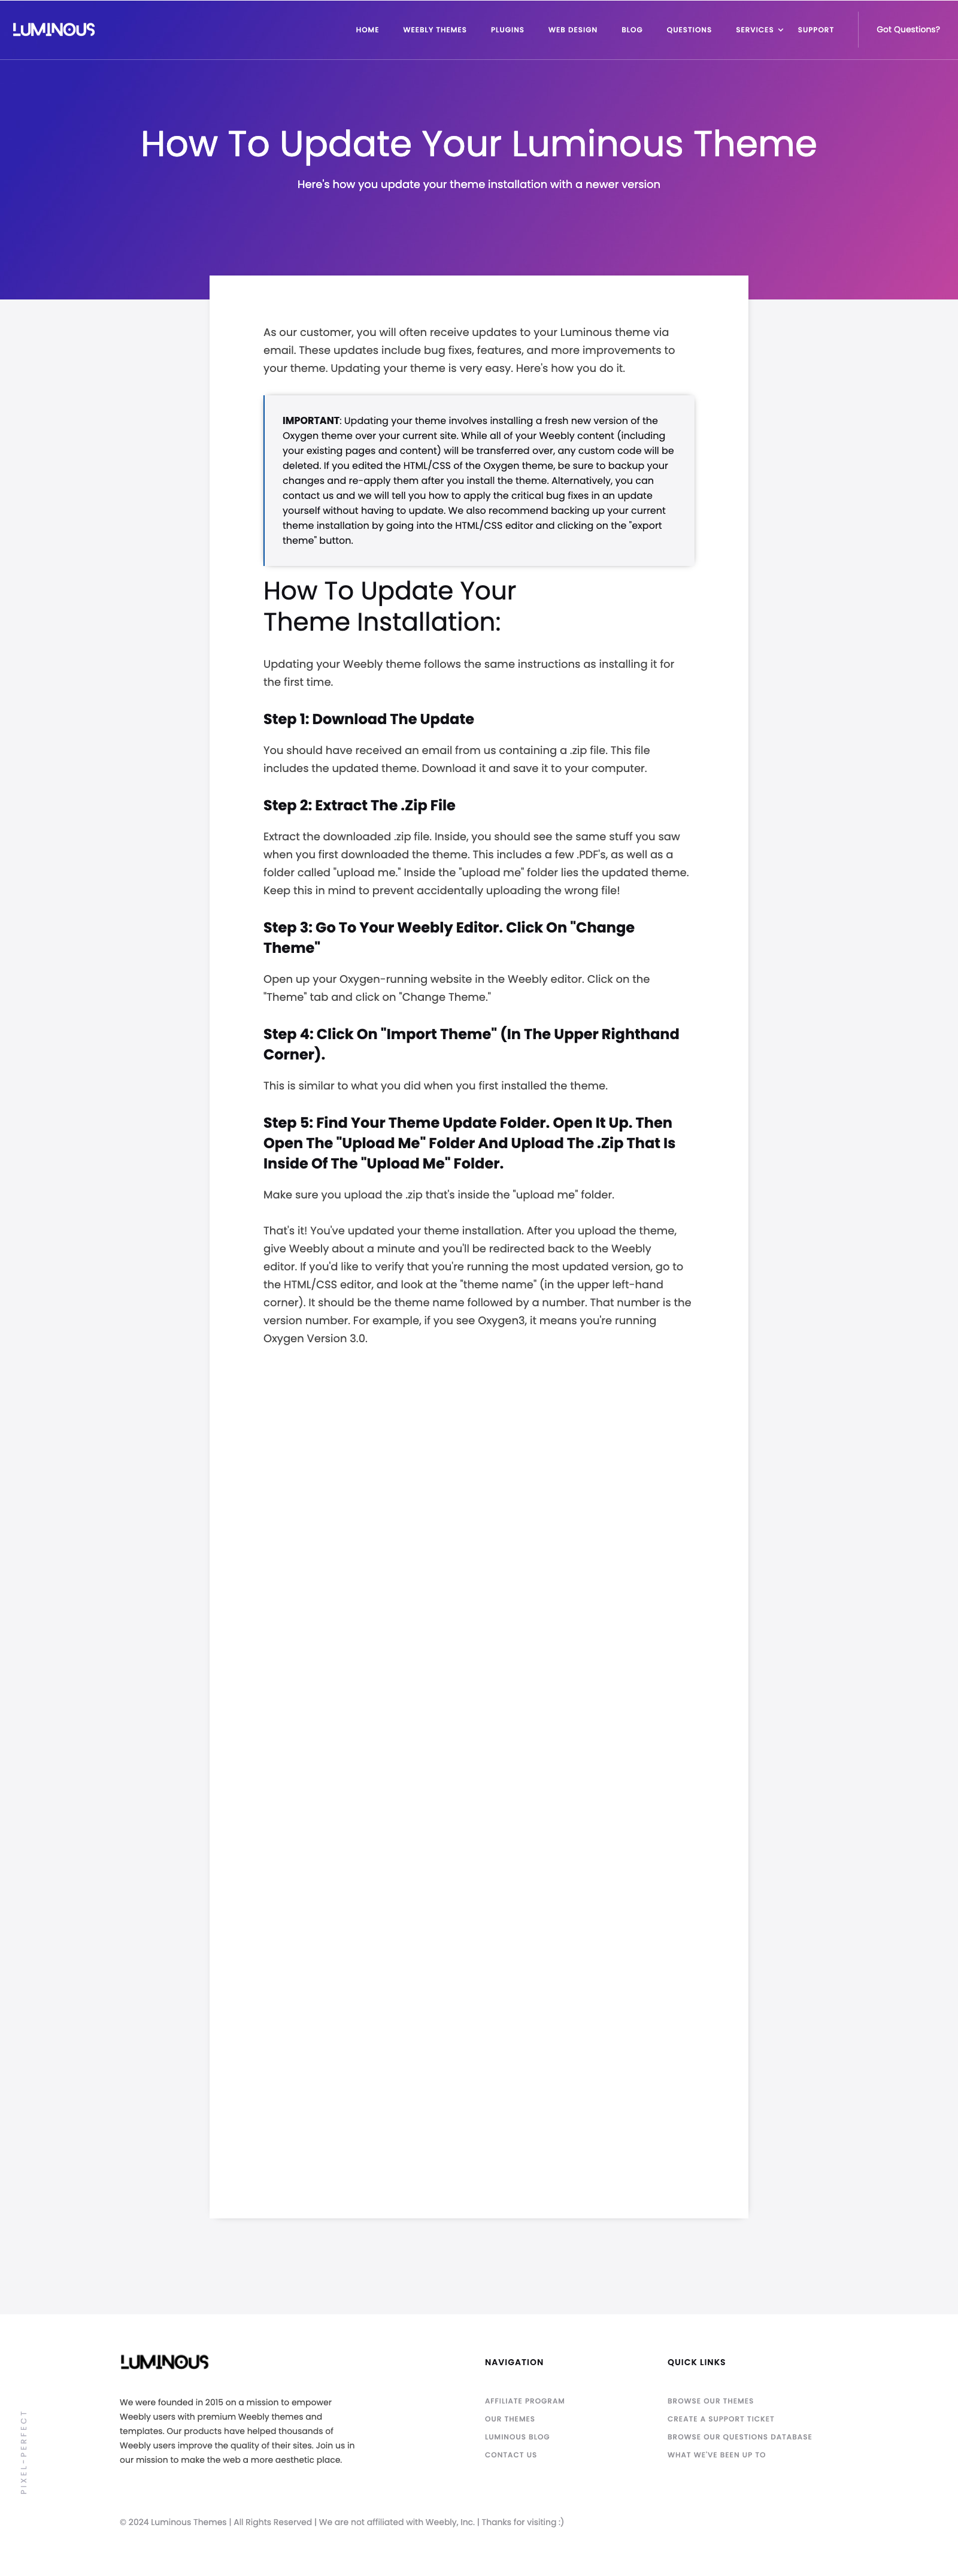 LUMINOUS
HOME WEEBLY THEMES PLUGINS WEB DESIGN BLOG QUESTIONS SERVICES SUPPORT Got Questions?
How To Update Your Luminous Theme
Here's how you update your theme installation with a newer version
As our customer, you will often receive updates to your Luminous theme via
email. These updates include bug fixes, features, and more improvements to
your theme. Updating your theme is very easy. Here's how you do it.
IMPORTANT: Updating your theme involves installing a fresh new version of the
Oxygen theme over your current site. While all of your Weebly content (including
your existing pages and content) will be transferred over, any custom code will be
deleted. If you edited the HTML/CSS of the Oxygen theme, be sure to backup your
changes and re-apply them after you install the theme. Alternatively, you can
contact us and we will tell you how to apply the critical bug fixes in an update
yourself without having to update. We also recommend backing up your current
theme installation by going into the HTML/CSS editor and clicking on the "export
theme" button.
How To Update Your
Theme Installation:
Updating your Weebly theme follows the same instructions as installing it for
the first time.
Step 1: Download The Update
You should have received an email from us containing a .zip file. This file
includes the updated theme. Download it and save it to your computer.
Step 2: Extract The .Zip File
Extract the downloaded .zip file. Inside, you should see the same stuff you saw
when you first downloaded the theme. This includes a few .PDF's, as well as a
folder called "upload me." Inside the "upload me" folder lies the updated theme.
Keep this in mind to prevent accidentally uploading the wrong file!
Step 3: Go To Your Weebly Editor. Click On "Change
Theme"
Open up your Oxygen-running website in the Weebly editor. Click on the
"Theme" tab and click on "Change Theme."
Step 4: Click On "Import Theme" (In The Upper Righthand
Corner).
This is similar to what you did when you first installed the theme.
Step 5: Find Your Theme Update Folder. Open It Up. Then
Open The "Upload Me" Folder And Upload The .Zip That Is
Inside Of The "Upload Me" Folder.
Make sure you upload the .zip that's inside the "upload me" folder.
That's it! You've updated your theme installation. After you upload the theme,
give Weebly about a minute and you'll be redirected back to the Weebly
editor. If you'd like to verify that you're running the most updated version, go to
the HTML/CSS editor, and look at the "theme name" (in the upper left-hand
corner). It should be the theme name followed by a number. That number is the
version number. For example, if you see Oxygen3, it means you're running
Oxygen Version 3.0.
LUMINOUS
We were founded in 2015 on a mission to empower
Weebly users with premium Weebly themes and
templates. Our products have helped thousands of
Weebly users improve the quality of their sites. Join us in
our mission to make the web a more aesthetic place.
NAVIGATION
AFFILIATE PROGRAM
OUR THEMES
LUMINOUS BLOG
CONTACT US
QUICK LINKS
BROWSE OUR THEMES
CREATE A SUPPORT TICKET
BROWSE OUR QUESTIONS DATABASE
WHAT WE'VE BEEN UP TO
PIXEL-PERFECT
© 2024 Luminous Themes | All Rights Reserved | We are not affiliated with Weebly, Inc. | Thanks for visiting :)